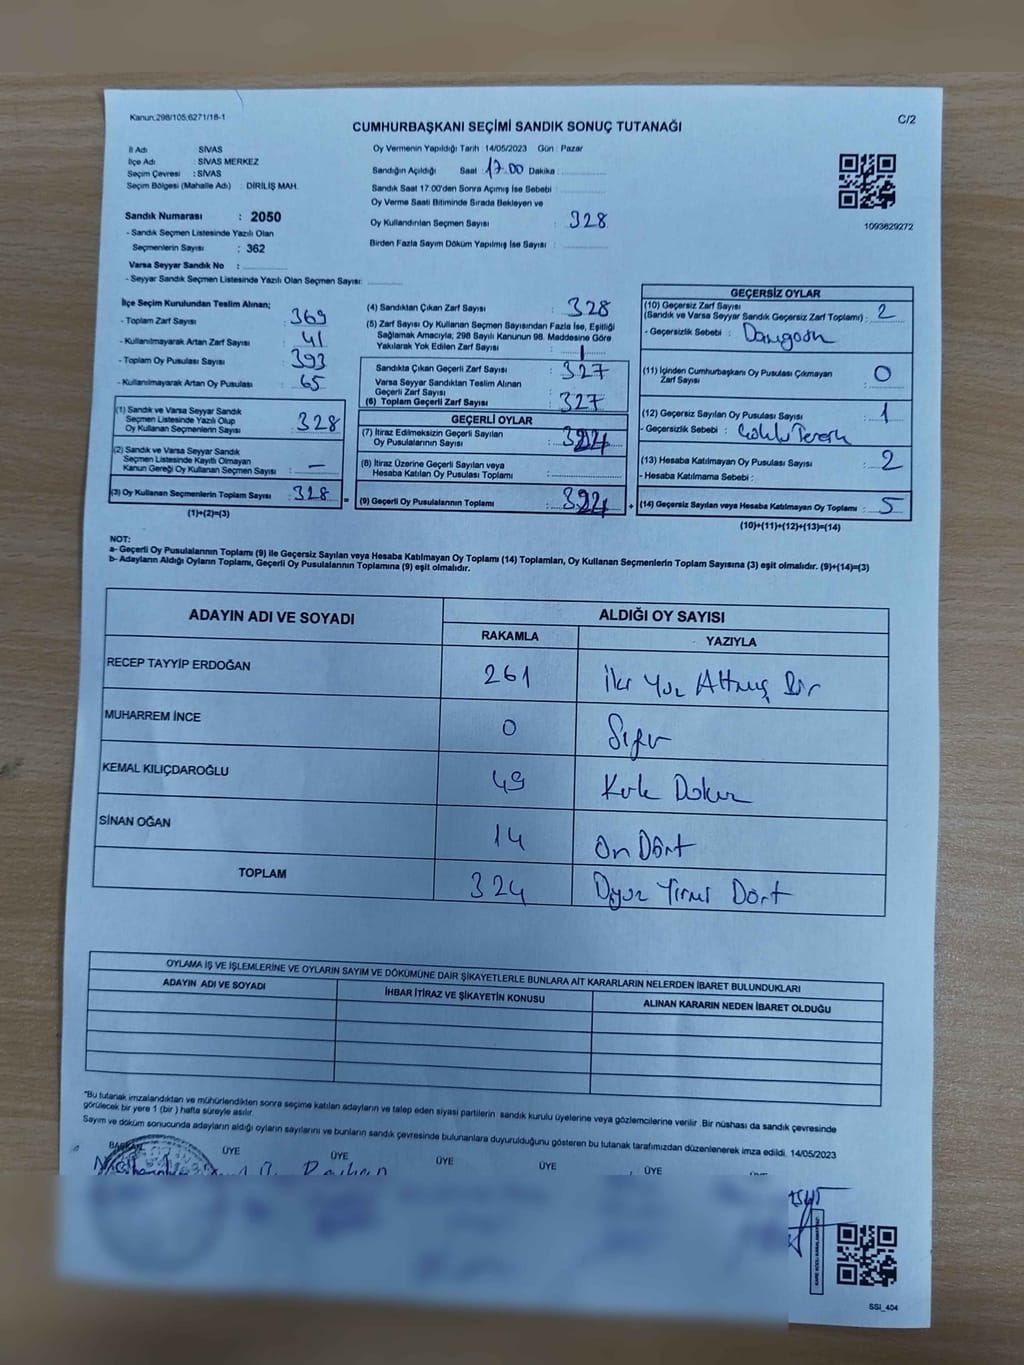 Kanun:298/105,6271/18-1
C/2
CUMHURBAŞKANI SEÇİMİ SANDIK SONUÇ TUTANAĞI
İl Adı SİVAS
İlçe Adı : SİVAS MERKEZ
Seçim Çevresi : SİVAS
Seçim Bölgesi (Mahalle Adı) : DİRİLİŞ MAH.
Sandık Numarası : 2050
- Sandık Seçmen Listesinde Yazılı Olan
Seçmenlerin Sayısı : 362
Varsa Seyyar Sandık No :
- Seyyar Sandık Seçmen Listesinde Yazılı Olan Seçmen Sayısı:
Oy Vermenin Yapıldığı Tarih : 14/05/2023 Gün : Pazar
Sandığın Açıldığı Saat : 17.00 Dakika :
Sandık Saat 17:00'den Sonra Açımış İse Sebebi :
Oy Verme Saati Bitiminde Sırada Bekleyen ve
Oy Kullandırılan Seçmen Sayısı : 328
Birden Fazla Sayım Döküm Yapılmış İse Sayısı :
1093629272
İlçe Seçim Kurulundan Teslim Alınan;
- Toplam Zarf Sayısı : 369
- Kullanılmayarak Artan Zarf Sayısı : 41
- Toplam Oy Pusulası Sayısı : 393
- Kullanılmayarak Artan Oy Pusulası : 65
(1) Sandık ve Varsa Seyyar Sandık
Seçmen Listesinde Yazılı Olup
Oy Kullanan Seçmenlerin Sayısı : 328
(2) Sandık ve Varsa Seyyar Sandık
Seçmen Listesinde Kayıtlı Olmayan
Kanun Gereği Oy Kullanan Seçmen Sayısı : —
(3) Oy Kullanan Seçmenlerin Toplam Sayısı : 328
(1)+(2)=(3)
=
(4) Sandıktan Çıkan Zarf Sayısı : 328
(5) Zarf Sayısı Oy Kullanan Seçmen Sayısından Fazla İse, Eşitliği
Sağlamak Amacıyla, 298 Sayılı Kanunun 98. Maddesine Göre
Yakılarak Yok Edilen Zarf Sayısı : 1
Sandıkta Çıkan Geçerli Zarf Sayısı : 327
Varsa Seyyar Sandıktan Teslim Alınan
Geçerli Zarf Sayısı :
(6) Toplam Geçerli Zarf Sayısı : 327
GEÇERLİ OYLAR
(7) İtiraz Edilmeksizin Geçerli Sayılan
Oy Pusulalarının Sayısı : 324
(8) İtiraz Üzerine Geçerli Sayılan veya
Hesaba Katılan Oy Pusulası Toplamı :
(9) Geçerli Oy Pusulalarının Toplamı : 324
+
GEÇERSİZ OYLAR
(10) Geçersiz Zarf Sayısı
(Sandık ve Varsa Seyyar Sandık Geçersiz Zarf Toplamı) : 2
- Geçersizlik Sebebi :
(11) İçinden Cumhurbaşkanı Oy Pusulası Çıkmayan
Zarf Sayısı : 0
(12) Geçersiz Sayılan Oy Pusulası Sayısı : 1
- Geçersizlik Sebebi :
(13) Hesaba Katılmayan Oy Pusulası Sayısı : 2
- Hesaba Katılmama Sebebi :
(14) Geçersiz Sayılan veya Hesaba Katılmayan Oy Toplamı : 5
(10)+(11)+(12)+(13)=(14)
NOT:
a- Geçerli Oy Pusulalarının Toplamı (9) ile Geçersiz Sayılan veya Hesaba Katılmayan Oy Toplamı (14) Toplamları, Oy Kullanan Seçmenlerin Toplam Sayısına (3) eşit olmalıdır. (9)+(14)=(3)
b- Adayların Aldığı Oyların Toplamı, Geçerli Oy Pusulalarının Toplamına (9) eşit olmalıdır.
ADAYIN ADI VE SOYADI
ALDIĞI OY SAYISI
RAKAMLA
YAZIYLA
RECEP TAYYİP ERDOĞAN 261 İki Yüz Altmış Bir
MUHARREM İNCE 0 Sıfır
KEMAL KILIÇDAROĞLU 49 Kırk Dokuz
SİNAN OĞAN 14 On Dört
TOPLAM 324 Üçyüz Yirmi Dört
OYLAMA İŞ VE İŞLEMLERİNE VE OYLARIN SAYIM VE DÖKÜMÜNE DAİR ŞİKAYETLERLE BUNLARA AİT KARARLARIN NELERDEN İBARET BULUNDUKLARI
ADAYIN ADI VE SOYADI
İHBAR İTİRAZ VE ŞİKAYETİN KONUSU
ALINAN KARARIN NEDEN İBARET OLDUĞU
*Bu tutanak imzalandıktan ve mühürlendikten sonra seçime katılan adayların ve talep eden siyasi partilerin sandık kurulu üyelerine veya gözlemcilerine verilir. Bir nüshası da sandık çevresinde
görülecek bir yere 1 (bir ) hafta süreyle asılır.
Sayım ve döküm sonucunda adayların aldığı oyların sayılarını ve bunların sandık çevresinde bulunanlara duyurulduğunu gösteren bu tutanak tarafımızdan düzenlenerek imza edildi. 14/05/2023
BAŞKAN ÜYE ÜYE ÜYE ÜYE ÜYE
SSI_404